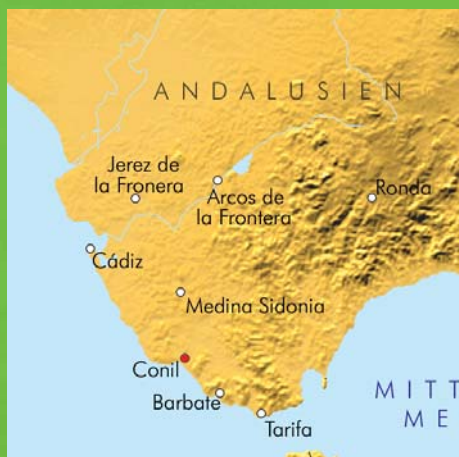 ANDALUSIEN
Jerez de
la Fronera
Arcos de
la Frontera
Ronda
Cádiz
Medina Sidonia
Conil
Barbate
Tarifa
MITT
ME